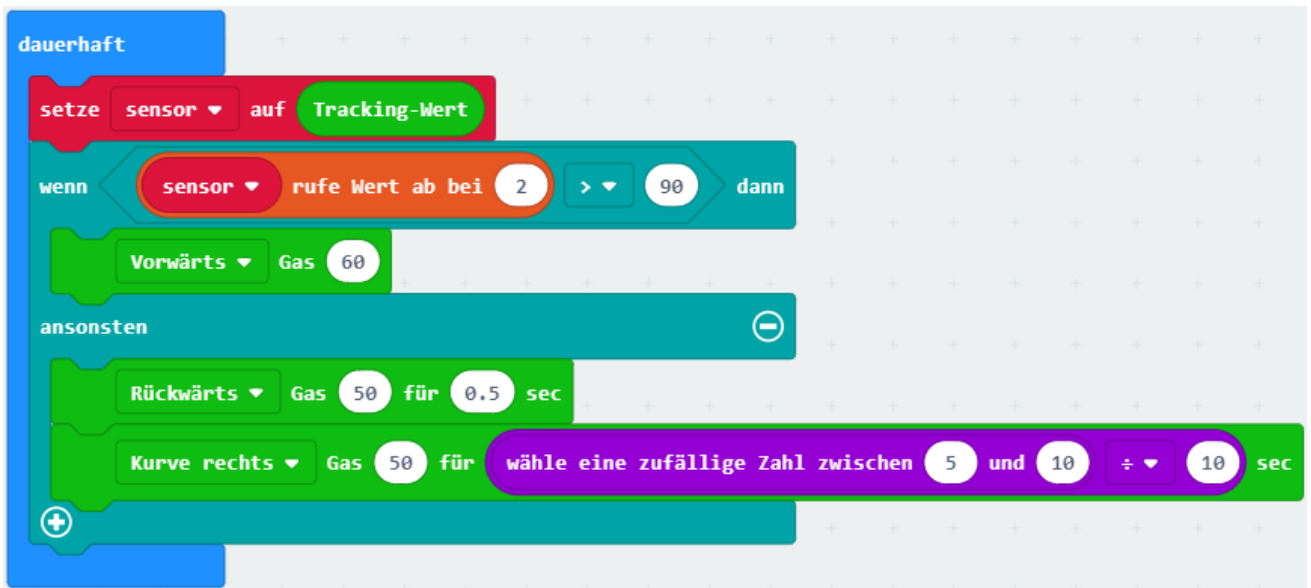 dauerhaft
setze sensor auf Tracking-Wert
wenn sensor rufe Wert ab bei 2 > 90 dann
Vorwärts Gas 60
ansonsten
Rückwärts Gas 50 für 0.5 sec
Kurve rechts Gas 50 für wähle eine zufällige Zahl zwischen 5 und 10 ÷ 10 sec